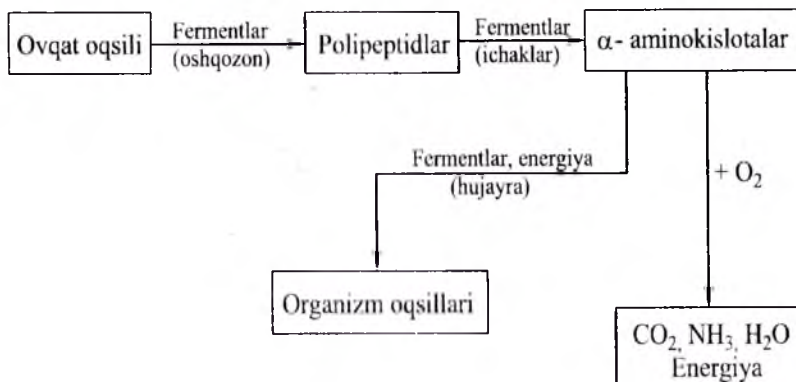 Ovqat oqsili
Fermentlar
(oshqozon)
Polipeptidlar
Fermentlar
(ichaklar)
α- aminokislotalar
Fermentlar, energiya
(hujayra)
+ O₂
Organizm oqsillari
CO₂, NH₃, H₂O
Energiya